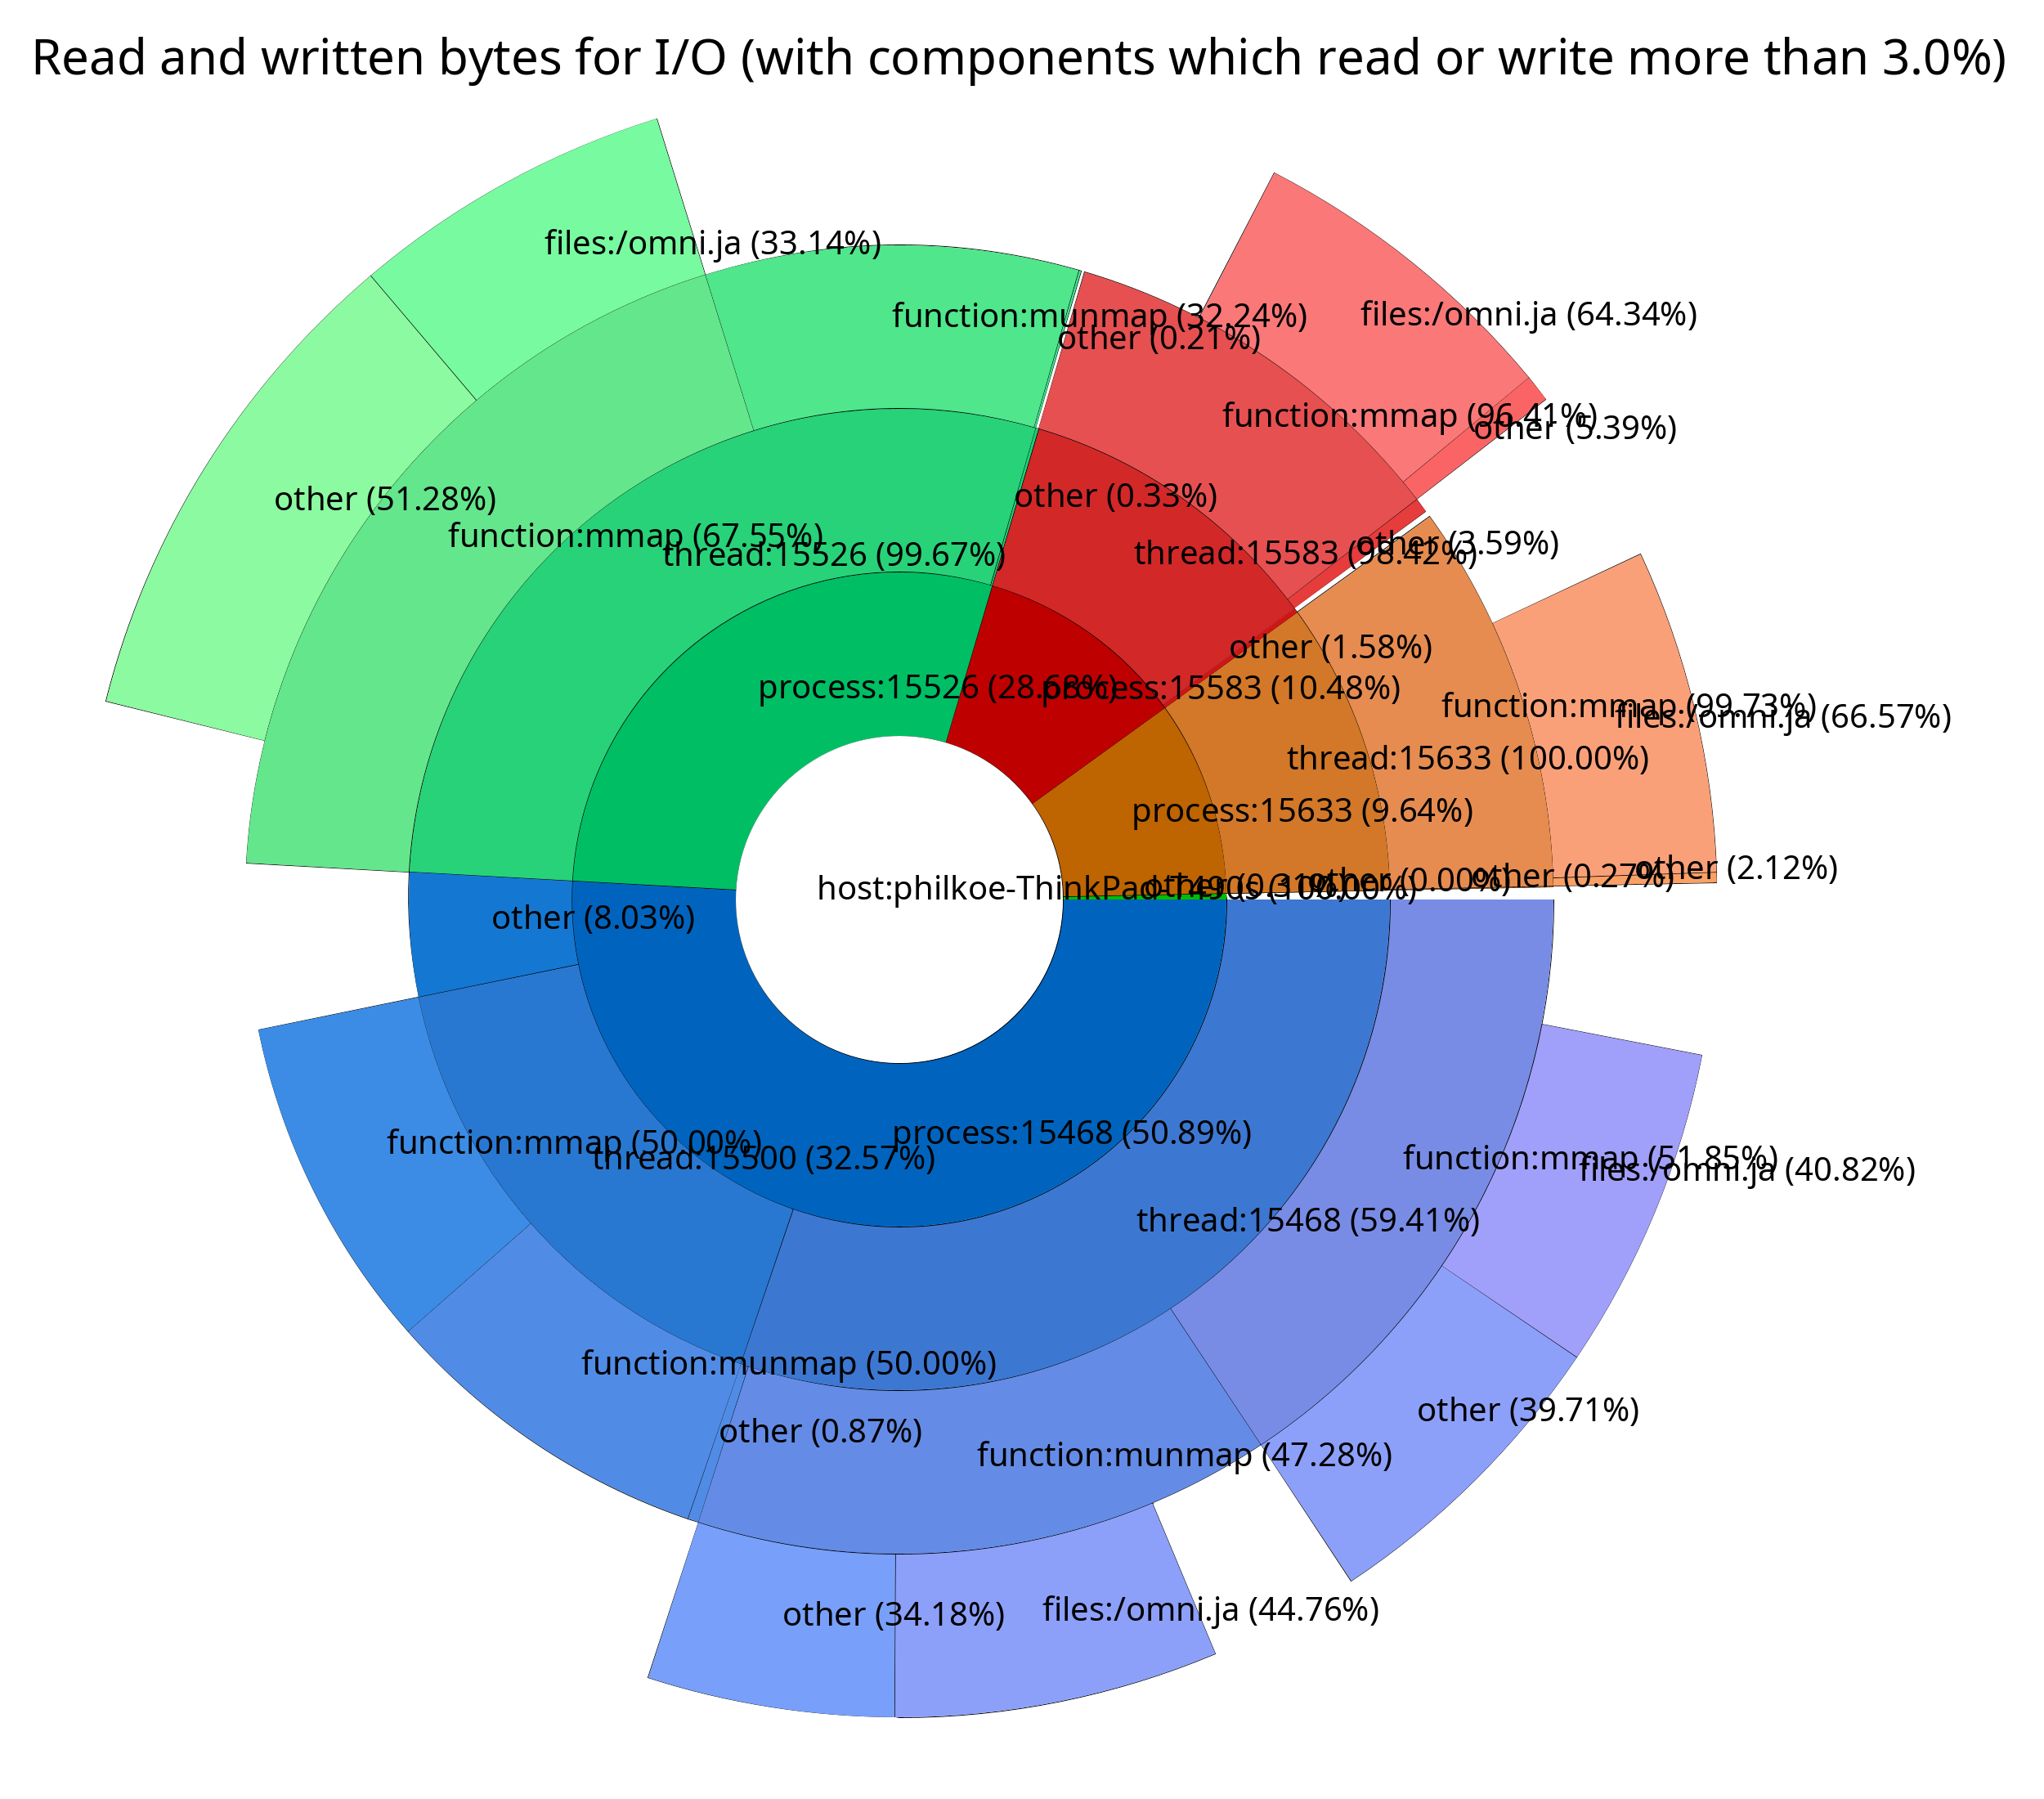 Read and written bytes for I/O (with components which read or write more than 3.0%)
files:/omni.ja (33.14%)
function:munmap (32.24%)
files:/omni.ja (64.34%)
other (0.21%)
function:mmap (96.41%)
other (5.39%)
other (51.28%)
other (0.33%)
function:mmap (67.55%)
thread:15526 (99.67%)
thread:15583 (98.42%)
other (3.59%)
other (1.58%)
process:15526 (28.68%)
process:15583 (10.48%)
function:mmap (99.73%)
files:/omni.ja (66.57%)
thread:15633 (100.00%)
process:15633 (9.64%)
host:philkoe-ThinkPad-T490s (100.00%)
other (0.31%)
other (0.00%)
other (0.27%)
other (2.12%)
other (8.03%)
process:15468 (50.89%)
function:mmap (50.00%)
thread:15500 (32.57%)
function:mmap (51.85%)
files:/omni.ja (40.82%)
thread:15468 (59.41%)
function:munmap (50.00%)
other (39.71%)
other (0.87%)
function:munmap (47.28%)
other (34.18%)
files:/omni.ja (44.76%)